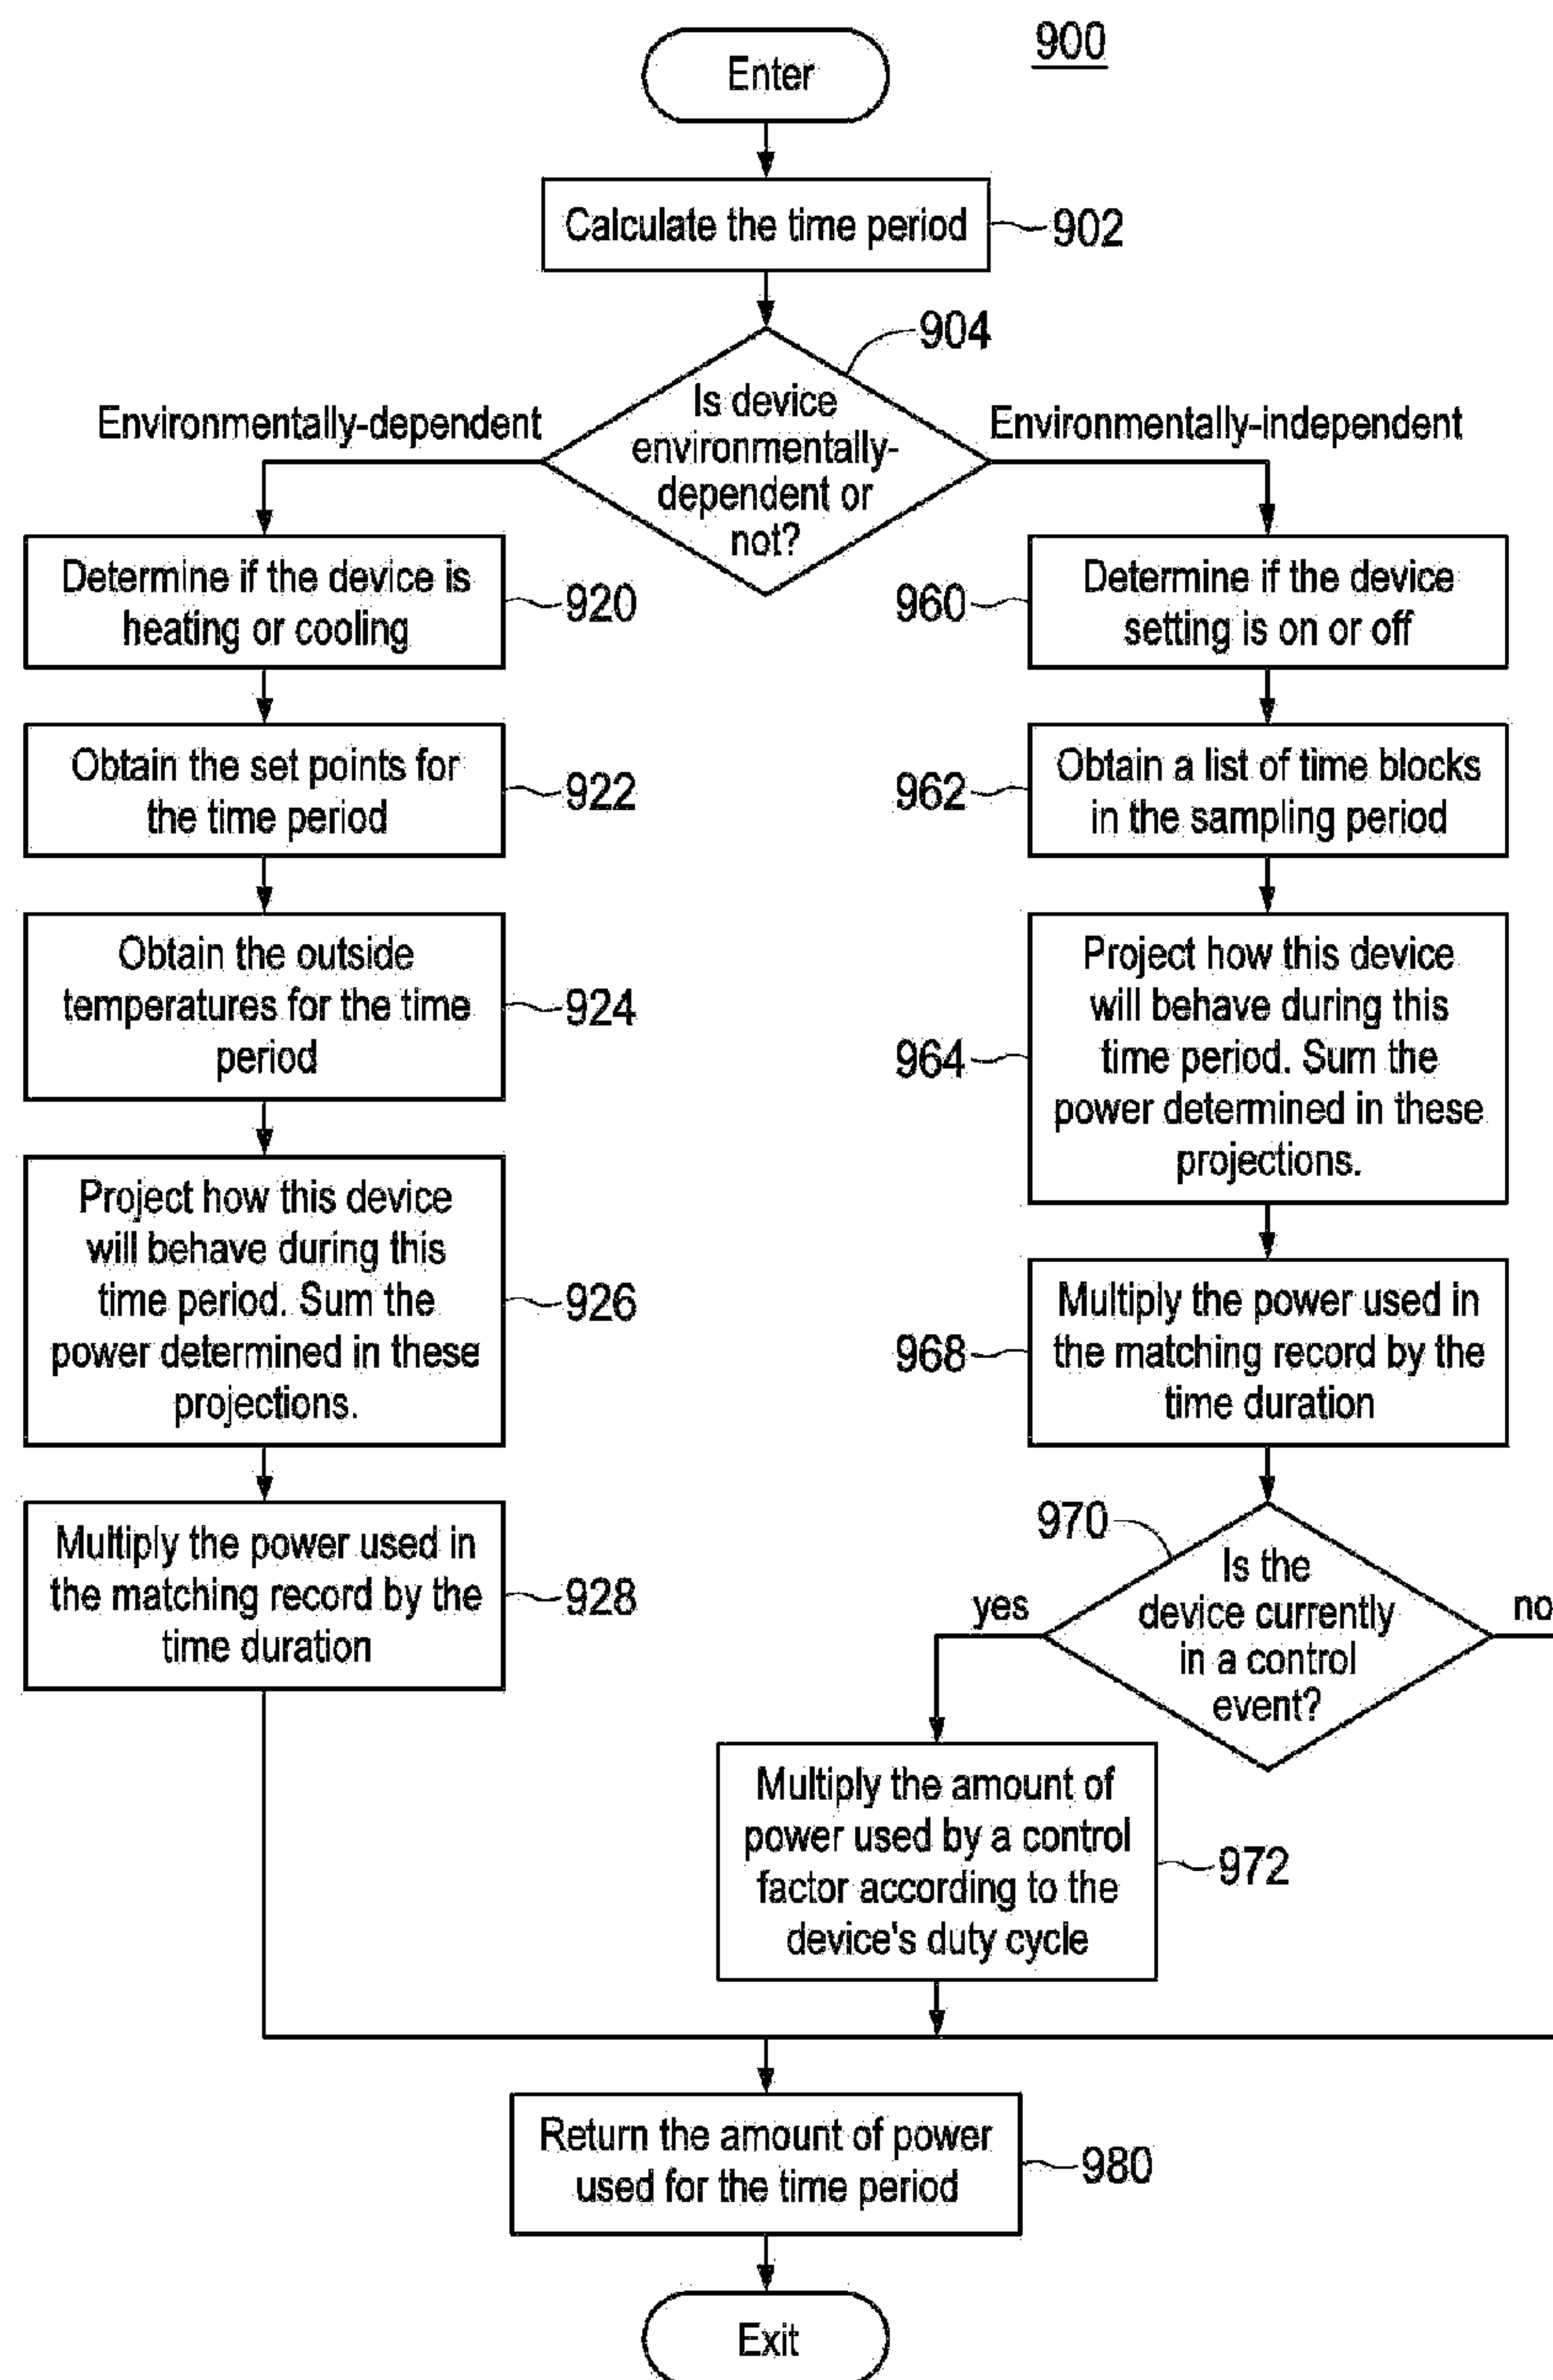 900
Enter
Calculate the time period
902
904
Is device
environmentally-
dependent or
not?
Environmentally-dependent
Environmentally-independent
Determine if the device is
heating or cooling
920
Obtain the set points for
the time period
922
Obtain the outside
temperatures for the time
period
924
Project how this device
will behave during this
time period. Sum the
power determined in these
projections.
926
Multiply the power used in
the matching record by the
time duration
928
960
Determine if the device
setting is on or off
962
Obtain a list of time blocks
in the sampling period
964
Project how this device
will behave during this
time period. Sum the
power determined in these
projections.
968
Multiply the power used in
the matching record by the
time duration
970
Is the
device currently
in a control
event?
yes
no
Multiply the amount of
power used by a control
factor according to the
device's duty cycle
972
Return the amount of power
used for the time period
980
Exit